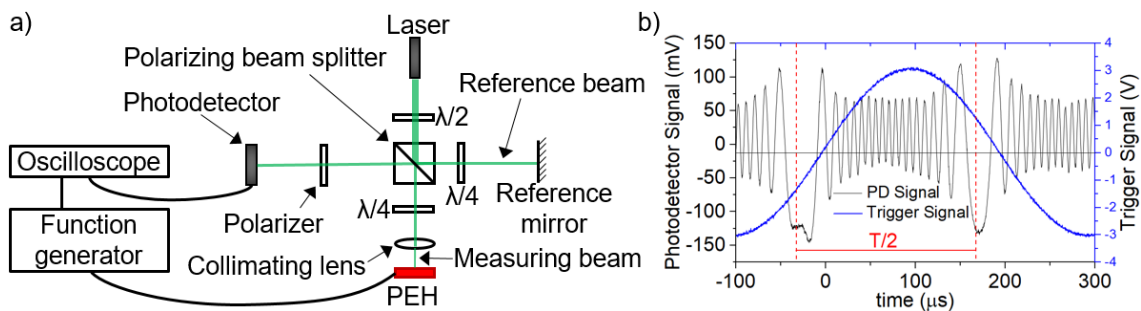 a)
Laser
Polarizing beam splitter
Reference beam
Photodetector
λ/2
Oscilloscope
λ/4
Reference
mirror
Polarizer
λ/4
Function
generator
Collimating lens
Measuring beam
PEH
b)
Photodetector Signal (mV)
150
100
50
0
-50
-100
-150
4
3
2
1
0
-1
-2
-3
-4
Trigger Signal (V)
PD Signal
Trigger Signal
T/2
-100
0
100
200
300
time (μs)